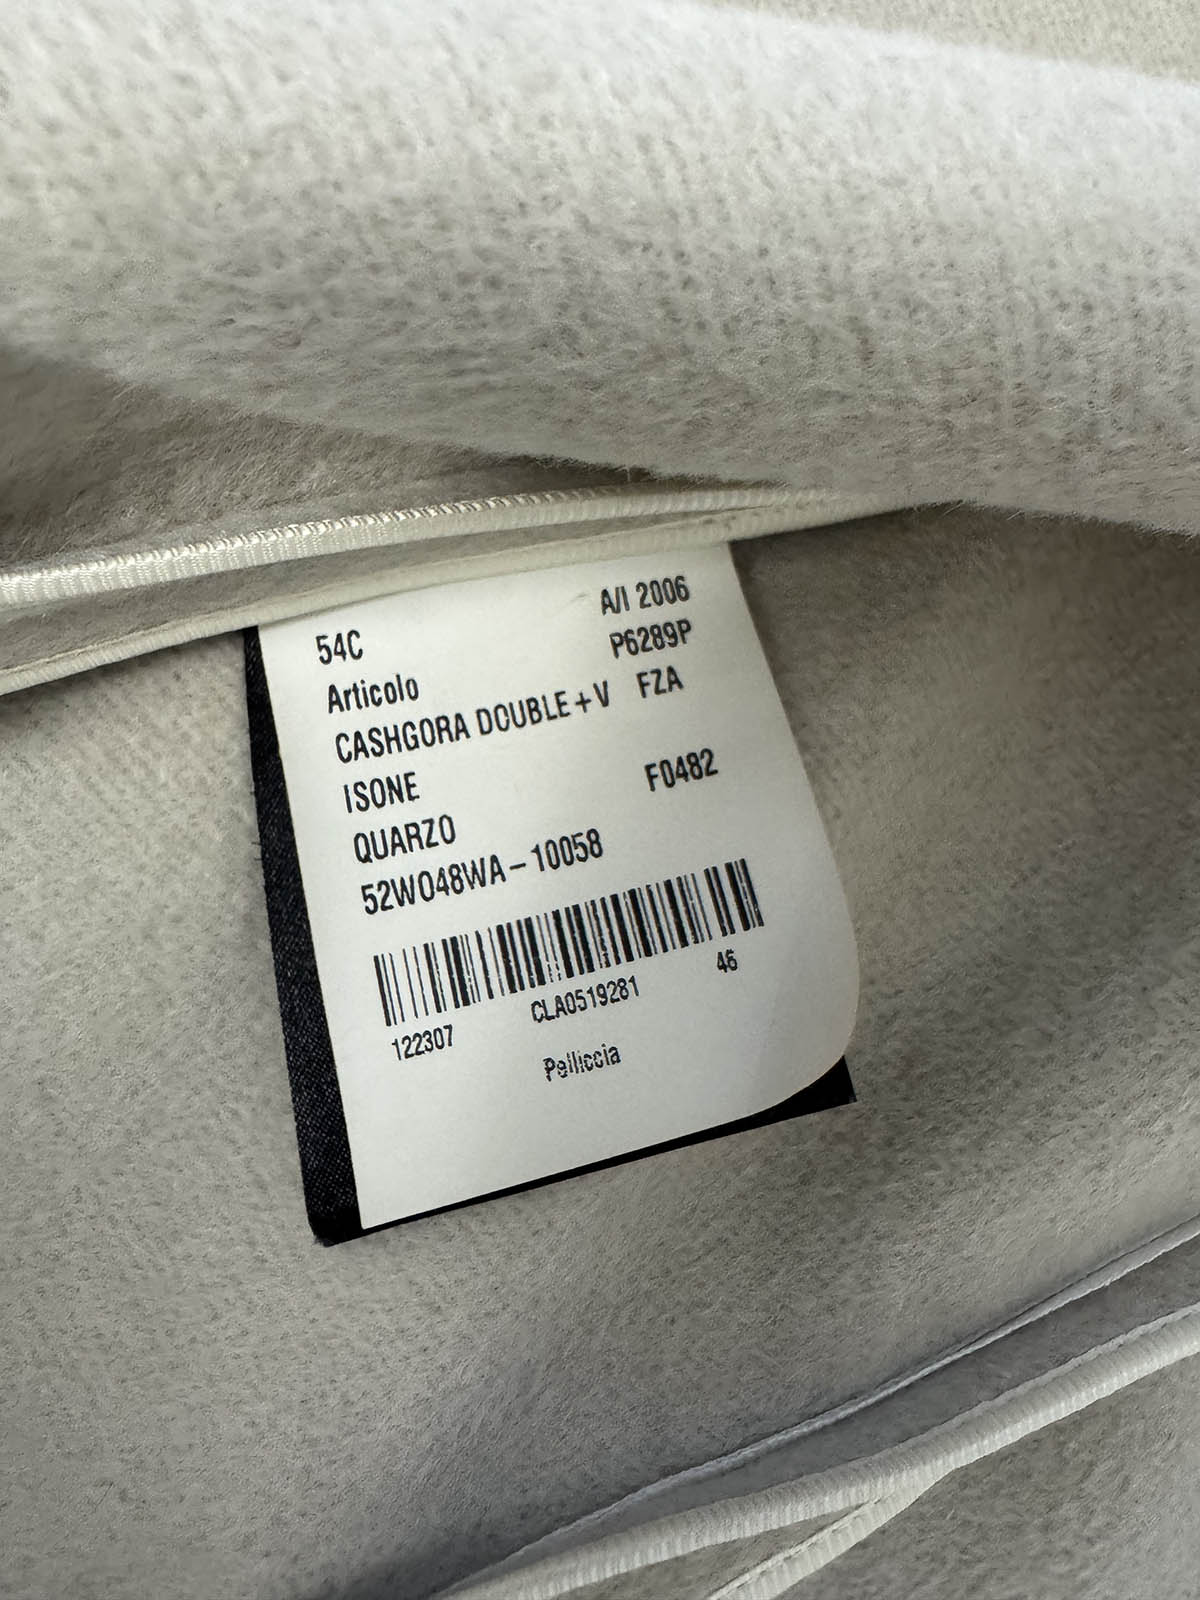 54C A/I 2006
Articolo P6289P
CASHGORA DOUBLE+V FZA
ISONE
QUARZO F0482
52W048WA-10058
122307 CLA0519281 46
Pelliccia